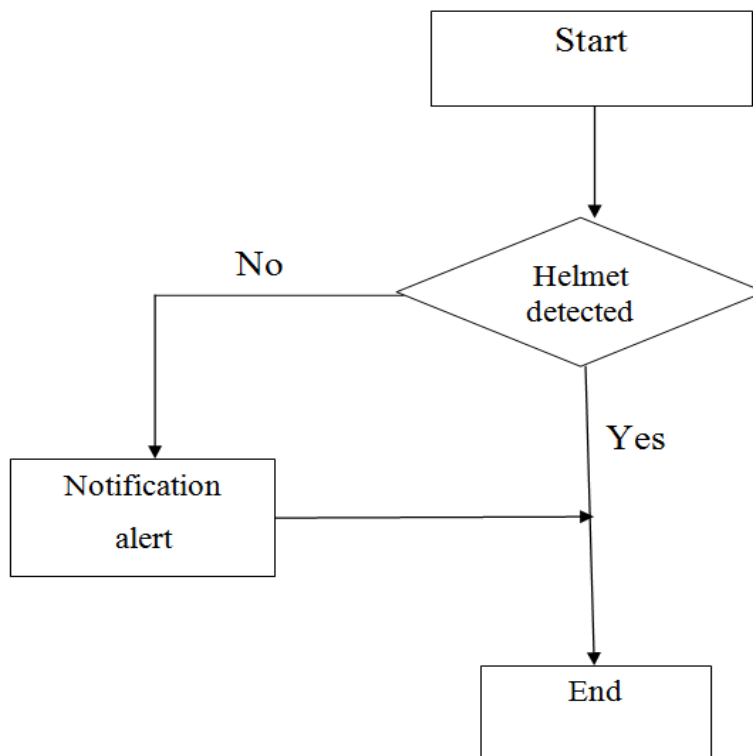 Start
No
Helmet
detected
Yes
Notification
alert
End